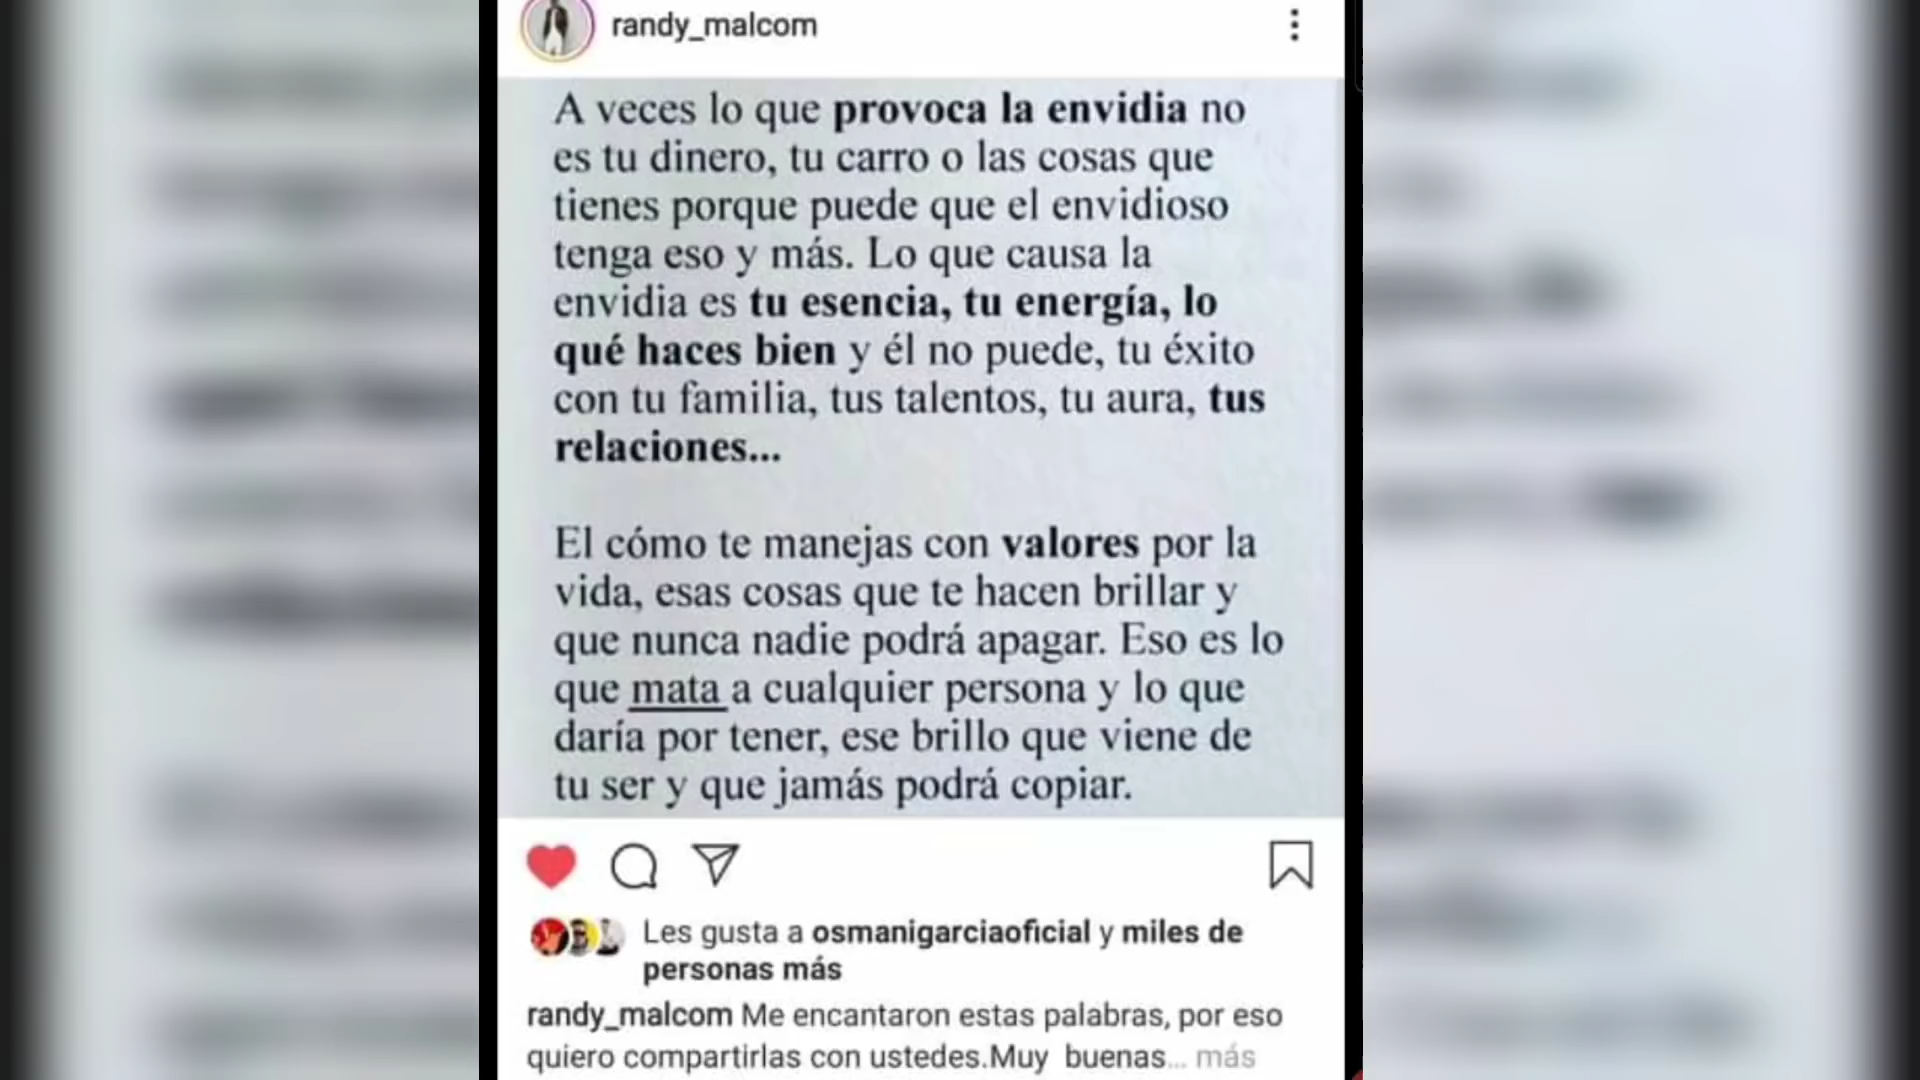 randy_malcom
A veces lo que provoca la envidia no
es tu dinero, tu carro o las cosas que
tienes porque puede que el envidioso
tenga eso y más. Lo que causa la
envidia es tu esencia, tu energía, lo
qué haces bien y él no puede, tu éxito
con tu familia, tus talentos, tu aura, tus
relaciones...
El cómo te manejas con valores por la
vida, esas cosas que te hacen brillar y
que nunca nadie podrá apagar. Eso es lo
que mata a cualquier persona y lo que
daría por tener, ese brillo que viene de
tu ser y que jamás podrá copiar.
Les gusta a osmanigarciaoficial y miles de
personas más
randy_malcom Me encantaron estas palabras, por eso
quiero compartirlas con ustedes.Muy buenas... más